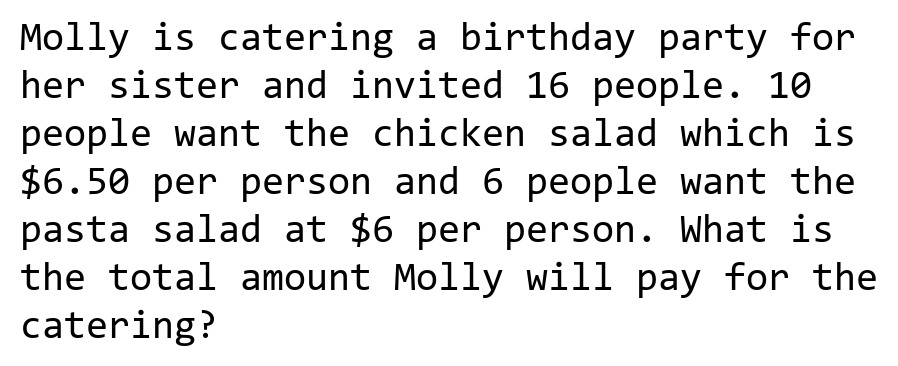 Molly is catering a birthday party for
her sister and invited 16 people. 10
people want the chicken salad which is
$6.50 per person and 6 people want the
pasta salad at $6 per person. What is
the total amount Molly will pay for the
catering?